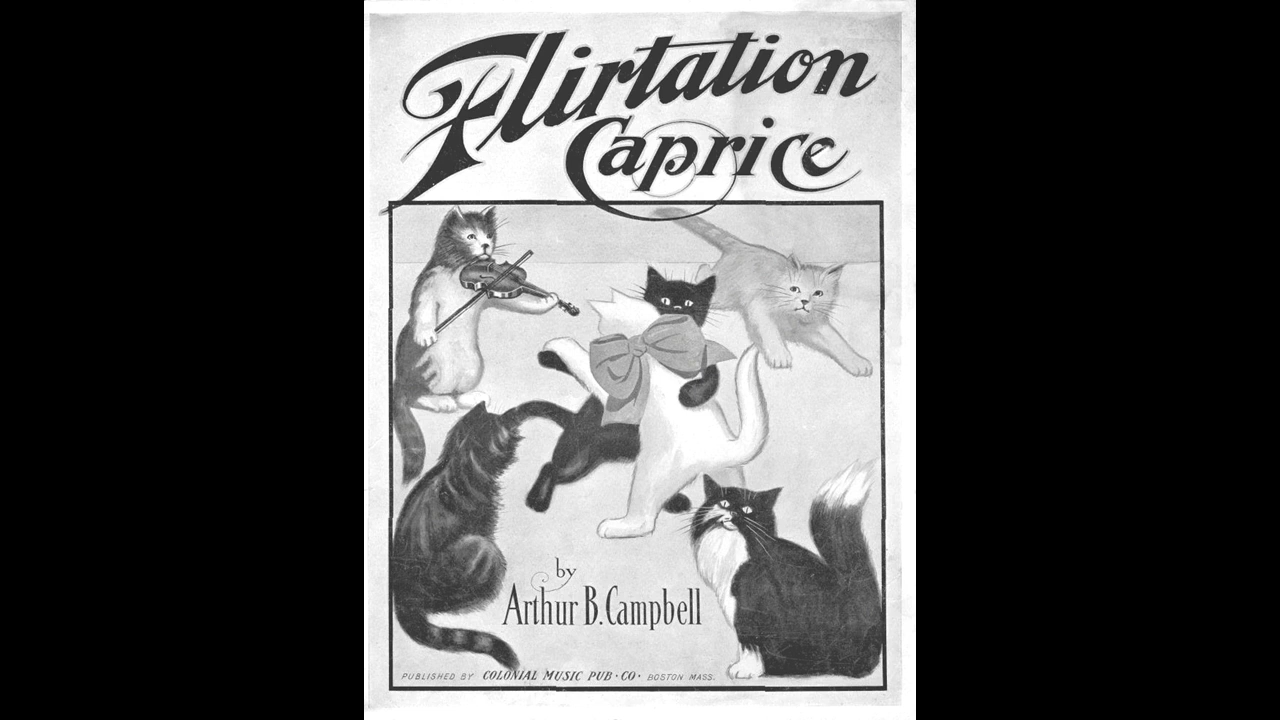 Flirtation
Caprice
by
Arthur B. Campbell
PUBLISHED BY COLONIAL MUSIC PUB · CO · BOSTON MASS.